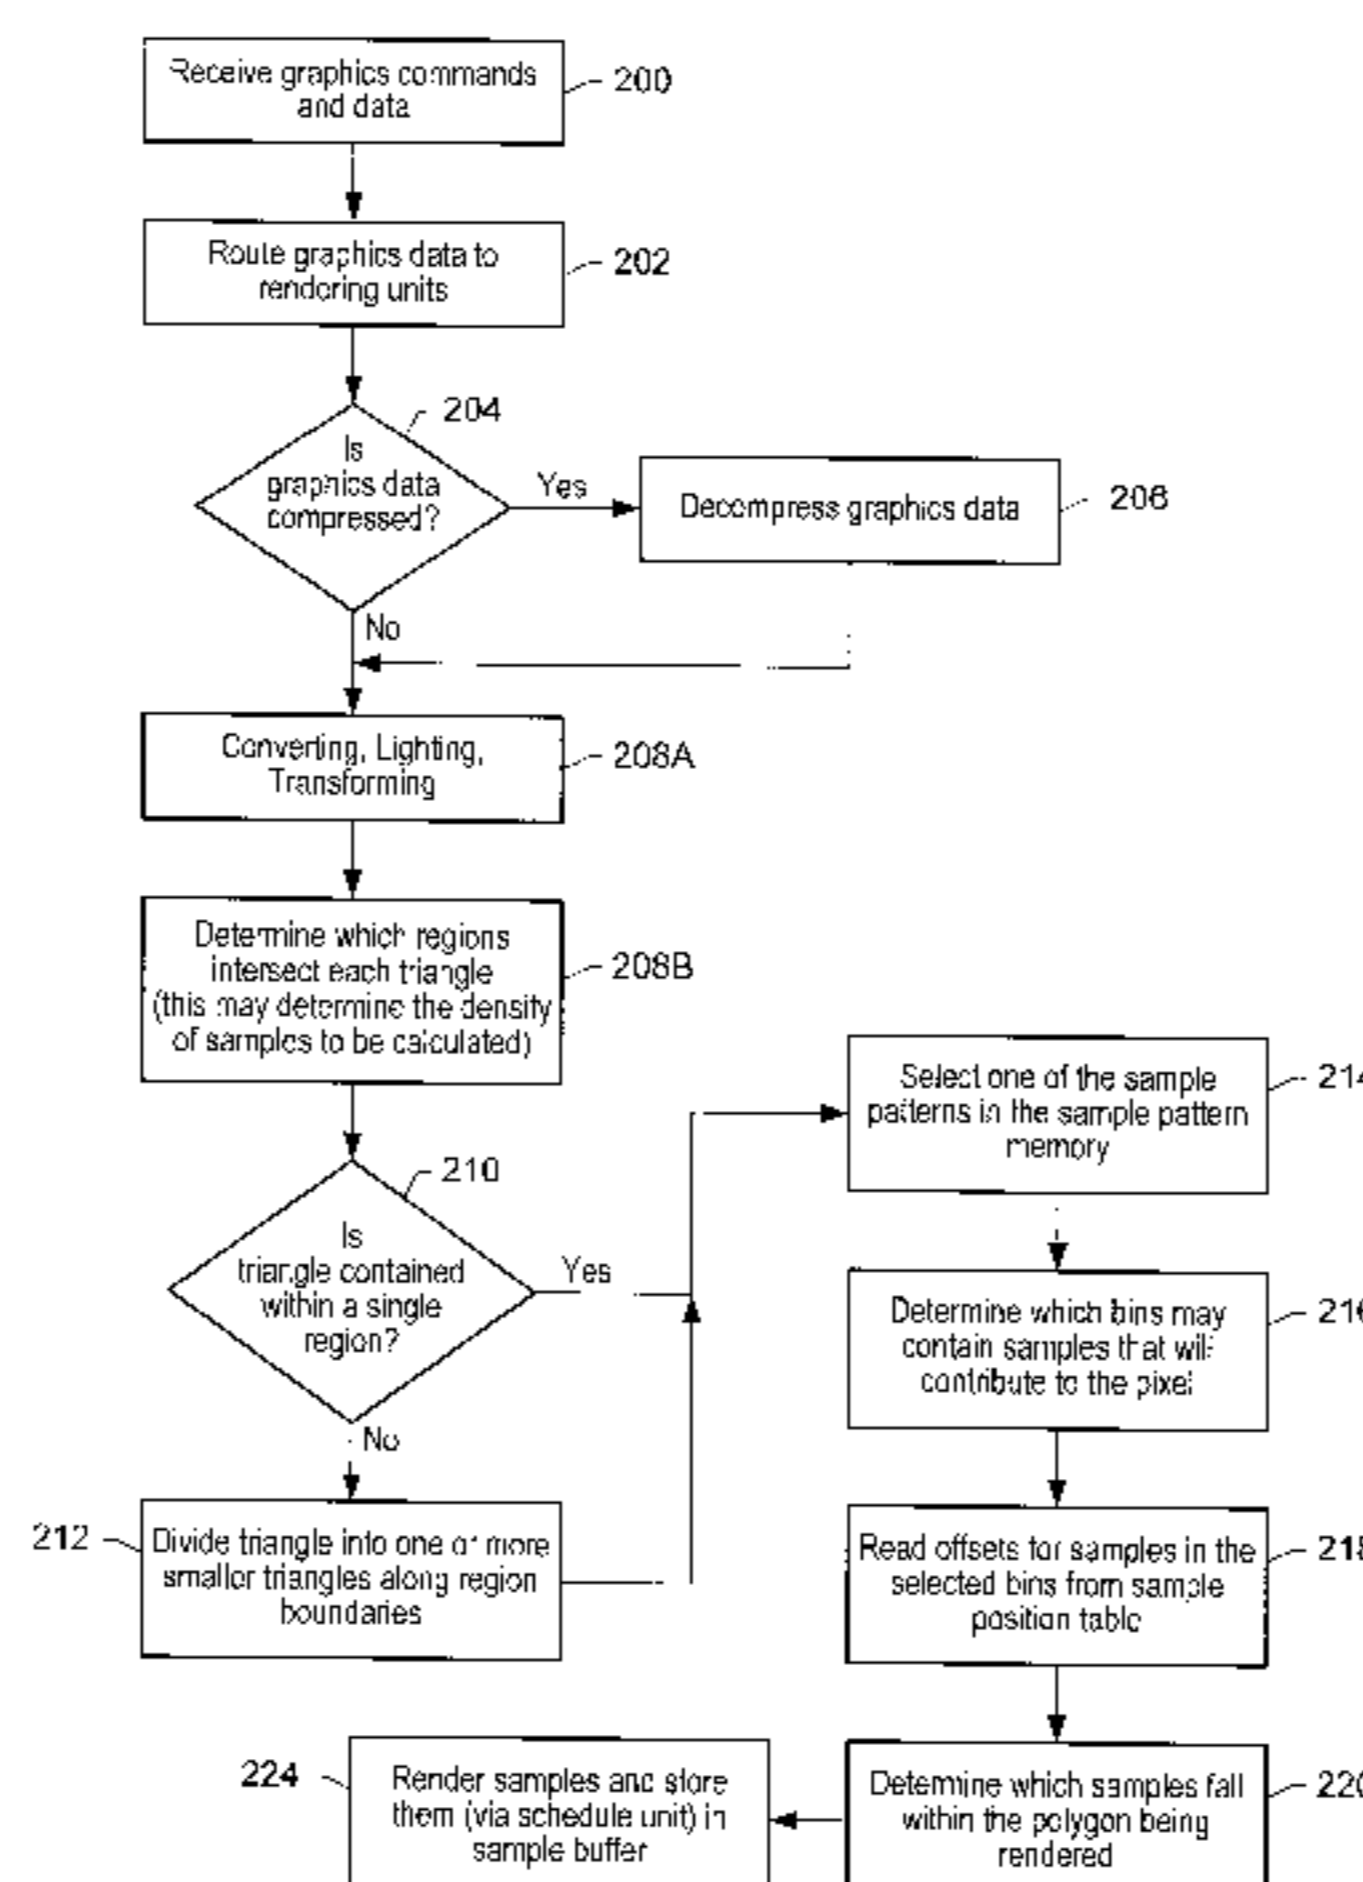 Receive graphics commands
and data
200
Route graphics data to
rendering units
202
204
Is
graphics data
compressed?
Yes
Decompress graphics data
206
No
Converting, Lighting,
Transforming
208A
Determine which regions
intersect each triangle
(this may determine the density
of samples to be calculated)
208B
210
Is
triangle contained
within a single
region?
Yes
No
212
Divide triangle into one or more
smaller triangles along region
boundaries
Select one of the sample
patterns in the sample pattern
memory
214
Determine which bins may
contain samples that will
contribute to the pixel
216
Read offsets for samples in the
selected bins from sample
position table
218
Determine which samples fall
within the polygon being
rendered
220
224
Render samples and store
them (via schedule unit) in
sample buffer